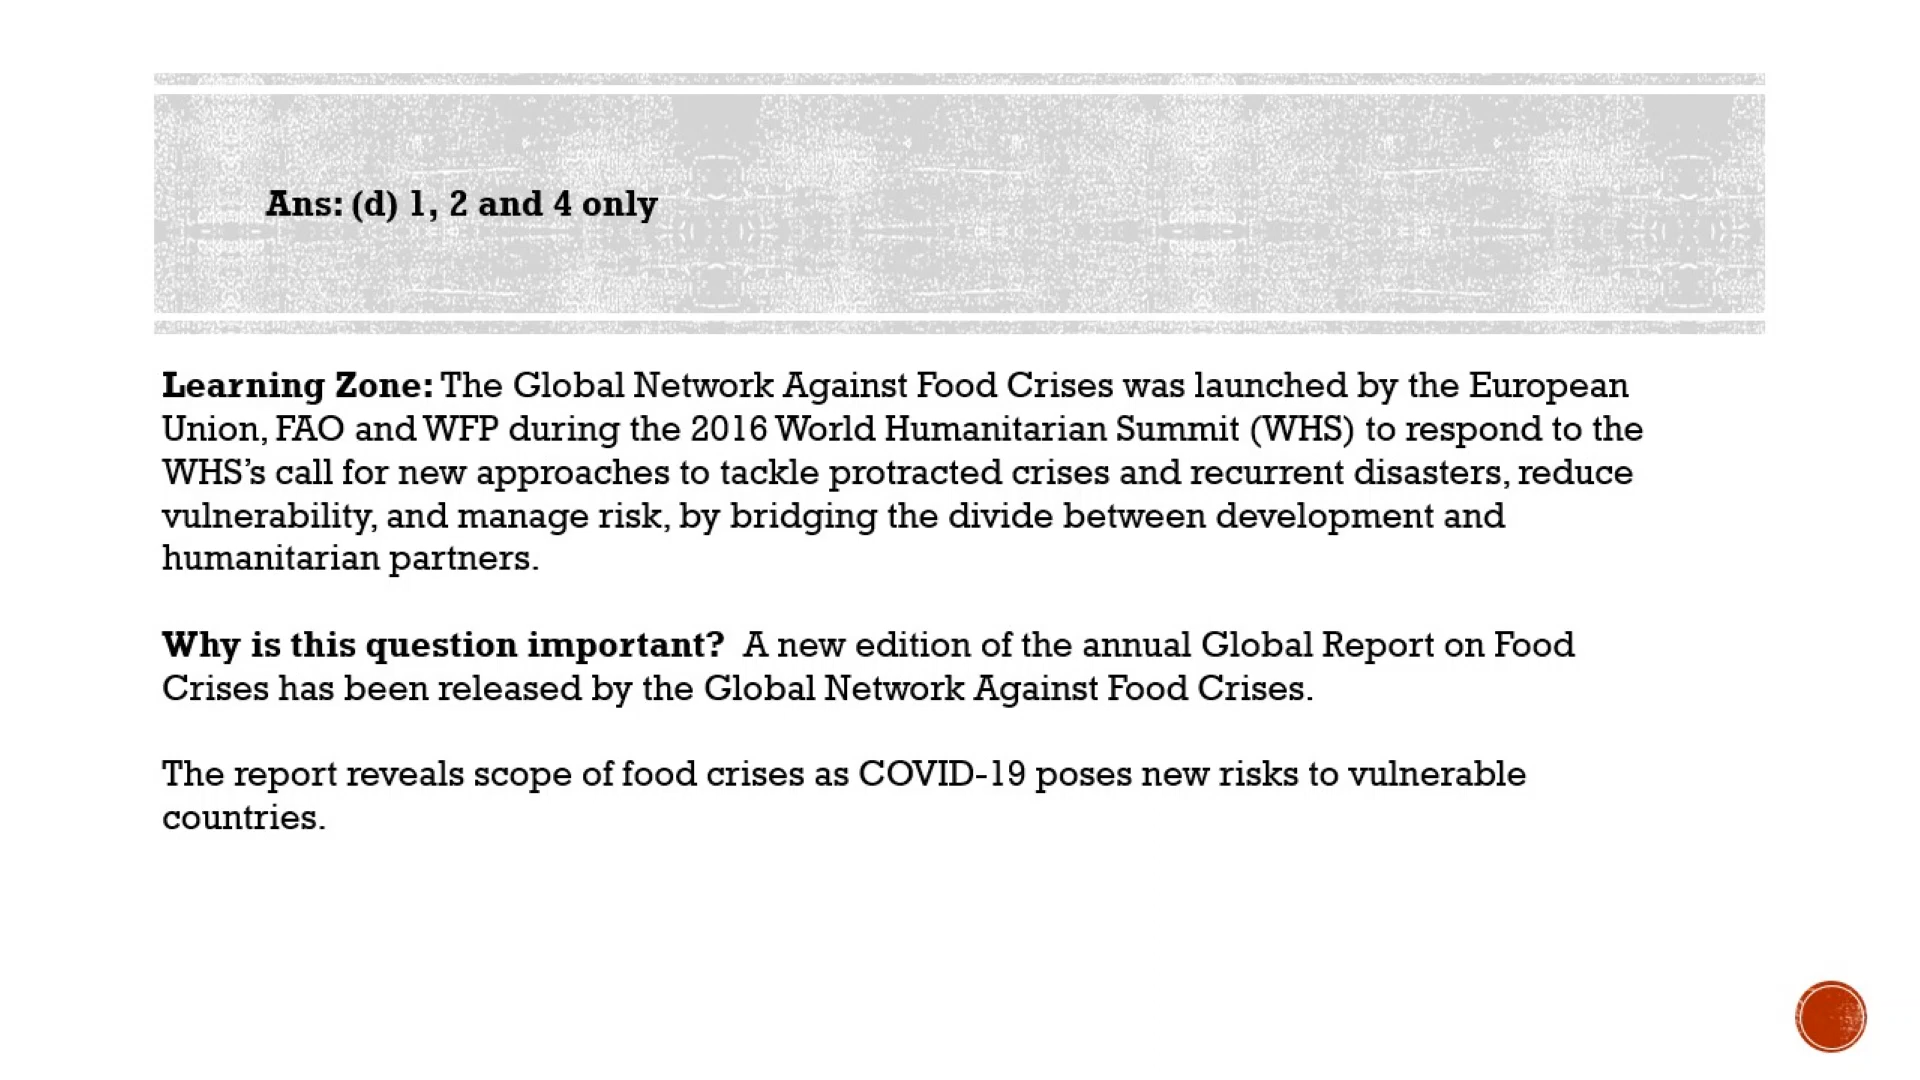 Ans: (d) 1, 2 and 4 only
Learning Zone: The Global Network Against Food Crises was launched by the European
Union, FAO and WFP during the 2016 World Humanitarian Summit (WHS) to respond to the
WHS’s call for new approaches to tackle protracted crises and recurrent disasters, reduce
vulnerability, and manage risk, by bridging the divide between development and
humanitarian partners.
Why is this question important? A new edition of the annual Global Report on Food
Crises has been released by the Global Network Against Food Crises.
The report reveals scope of food crises as COVID-19 poses new risks to vulnerable
countries.